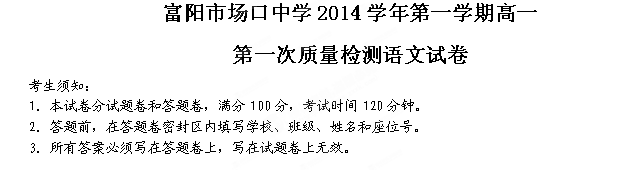 富阳市场口中学2014学年第一学期高一
第一次质量检测语文试卷
考生须知：
1．本试卷分试题卷和答题卷，满分100分，考试时间120分钟。
2．答题前，在答题卷密封区内填写学校、班级、姓名和座位号。
3．所有答案必须写在答题卷上，写在试题卷上无效。